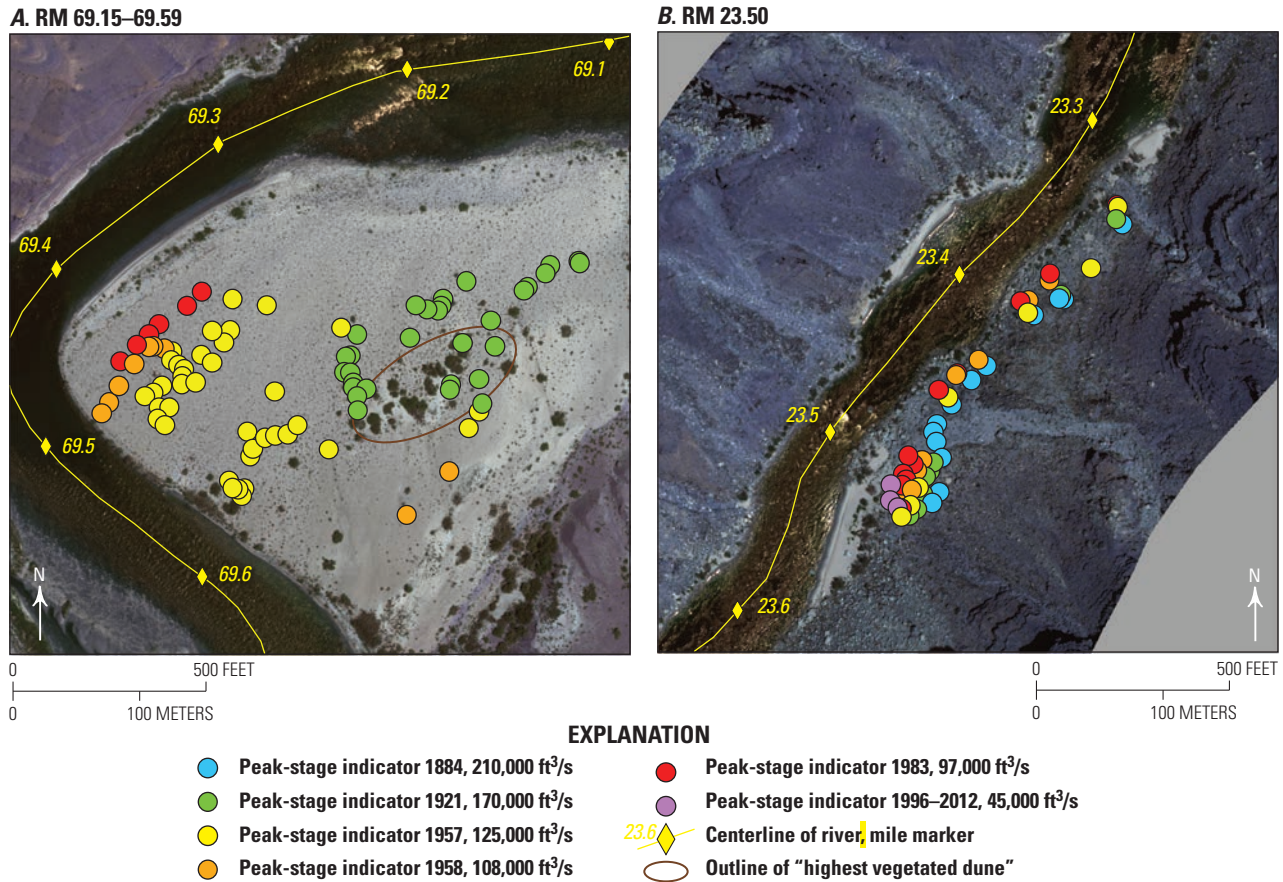 A. RM 69.15–69.59
B. RM 23.50
69.1
69.2
69.3
69.4
69.5
69.6
N
0 500 FEET
0 100 METERS
23.3
23.4
23.5
23.6
N
0 500 FEET
0 100 METERS
EXPLANATION
Peak-stage indicator 1884, 210,000 ft³/s
Peak-stage indicator 1921, 170,000 ft³/s
Peak-stage indicator 1957, 125,000 ft³/s
Peak-stage indicator 1958, 108,000 ft³/s
Peak-stage indicator 1983, 97,000 ft³/s
Peak-stage indicator 1996–2012, 45,000 ft³/s
23.6 Centerline of river, mile marker
Outline of “highest vegetated dune”